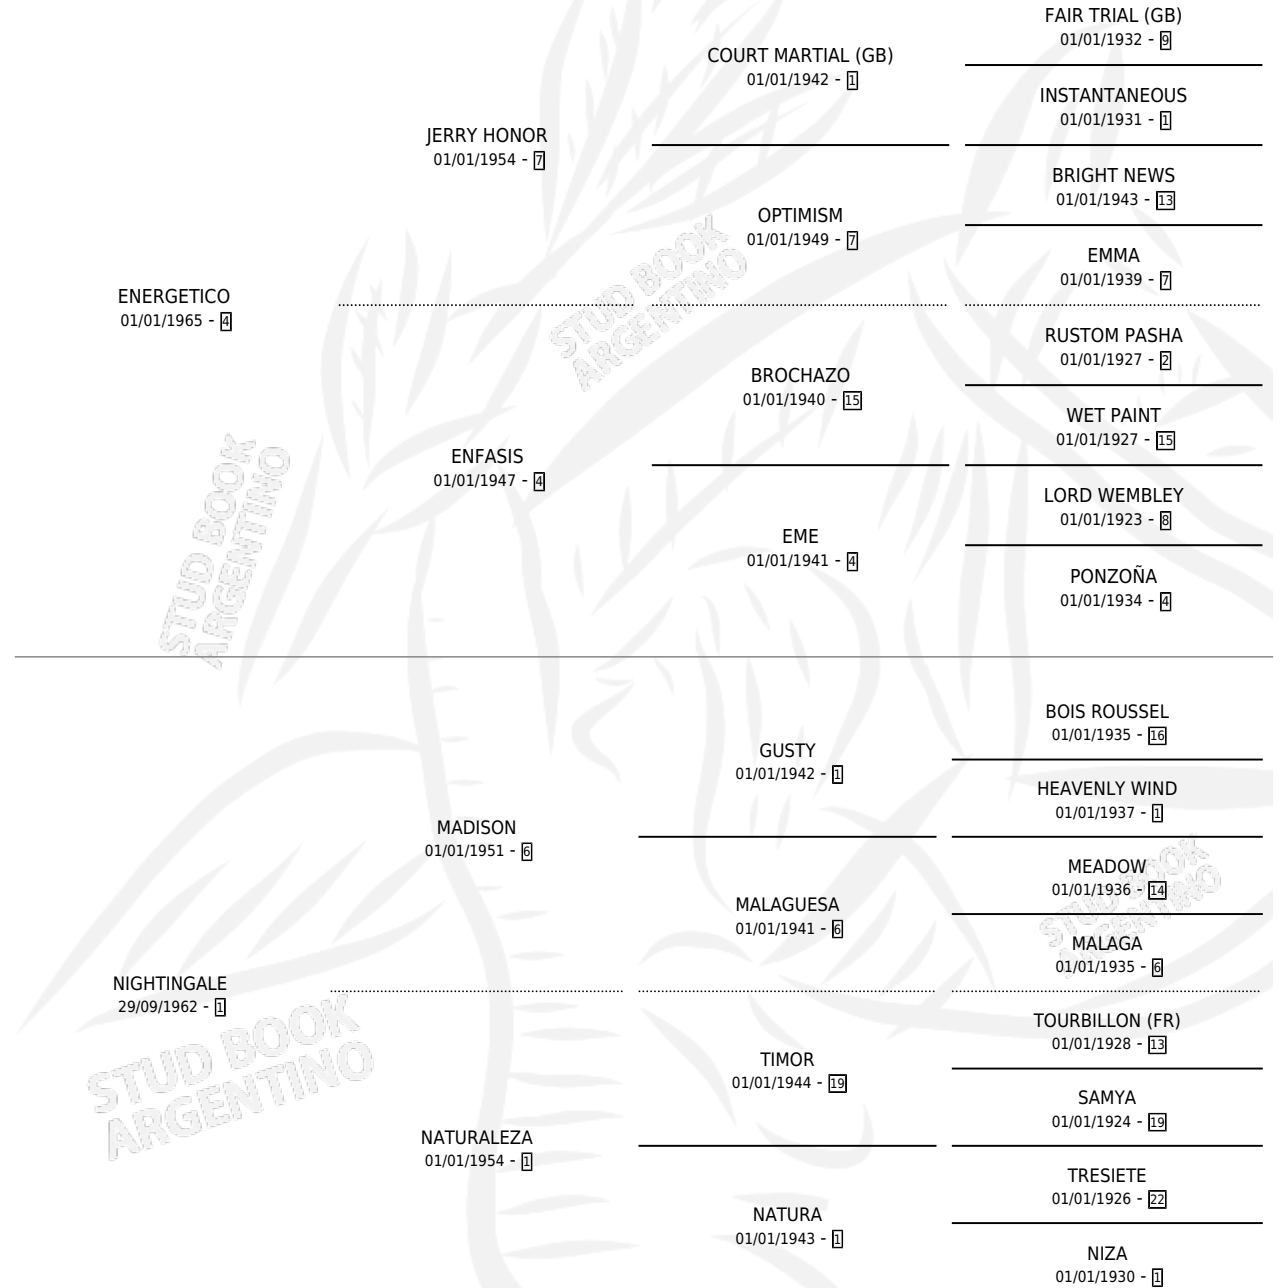 FAIR TRIAL (GB)
01/01/1932 - 9
COURT MARTIAL (GB)
01/01/1942 - 1
INSTANTANEOUS
01/01/1931 - 1
JERRY HONOR
01/01/1954 - 7
BRIGHT NEWS
01/01/1943 - 13
OPTIMISM
01/01/1949 - 7
EMMA
01/01/1939 - 7
STUD BOOK
ARGENTINO
ENERGETICO
01/01/1965 - 4
RUSTOM PASHA
01/01/1927 - 2
BROCHAZO
01/01/1940 - 15
WET PAINT
01/01/1927 - 15
ENFASIS
01/01/1947 - 4
LORD WEMBLEY
01/01/1923 - 8
EME
01/01/1941 - 4
PONZOÑA
01/01/1934 - 4
STUD BOOK
ARGENTINO
BOIS ROUSSEL
01/01/1935 - 16
GUSTY
01/01/1942 - 1
HEAVENLY WIND
01/01/1937 - 1
MADISON
01/01/1951 - 6
MEADOW
01/01/1936 - 14
MALAGUESA
01/01/1941 - 6
MALAGA
01/01/1935 - 6
STUD BOOK
ARGENTINO
NIGHTINGALE
29/09/1962 - 1
TOURBILLON (FR)
01/01/1928 - 13
TIMOR
01/01/1944 - 19
SAMYA
01/01/1924 - 19
STUD BOOK
ARGENTINO
NATURALEZA
01/01/1954 - 1
TRESIETE
01/01/1926 - 22
NATURA
01/01/1943 - 1
NIZA
01/01/1930 - 1